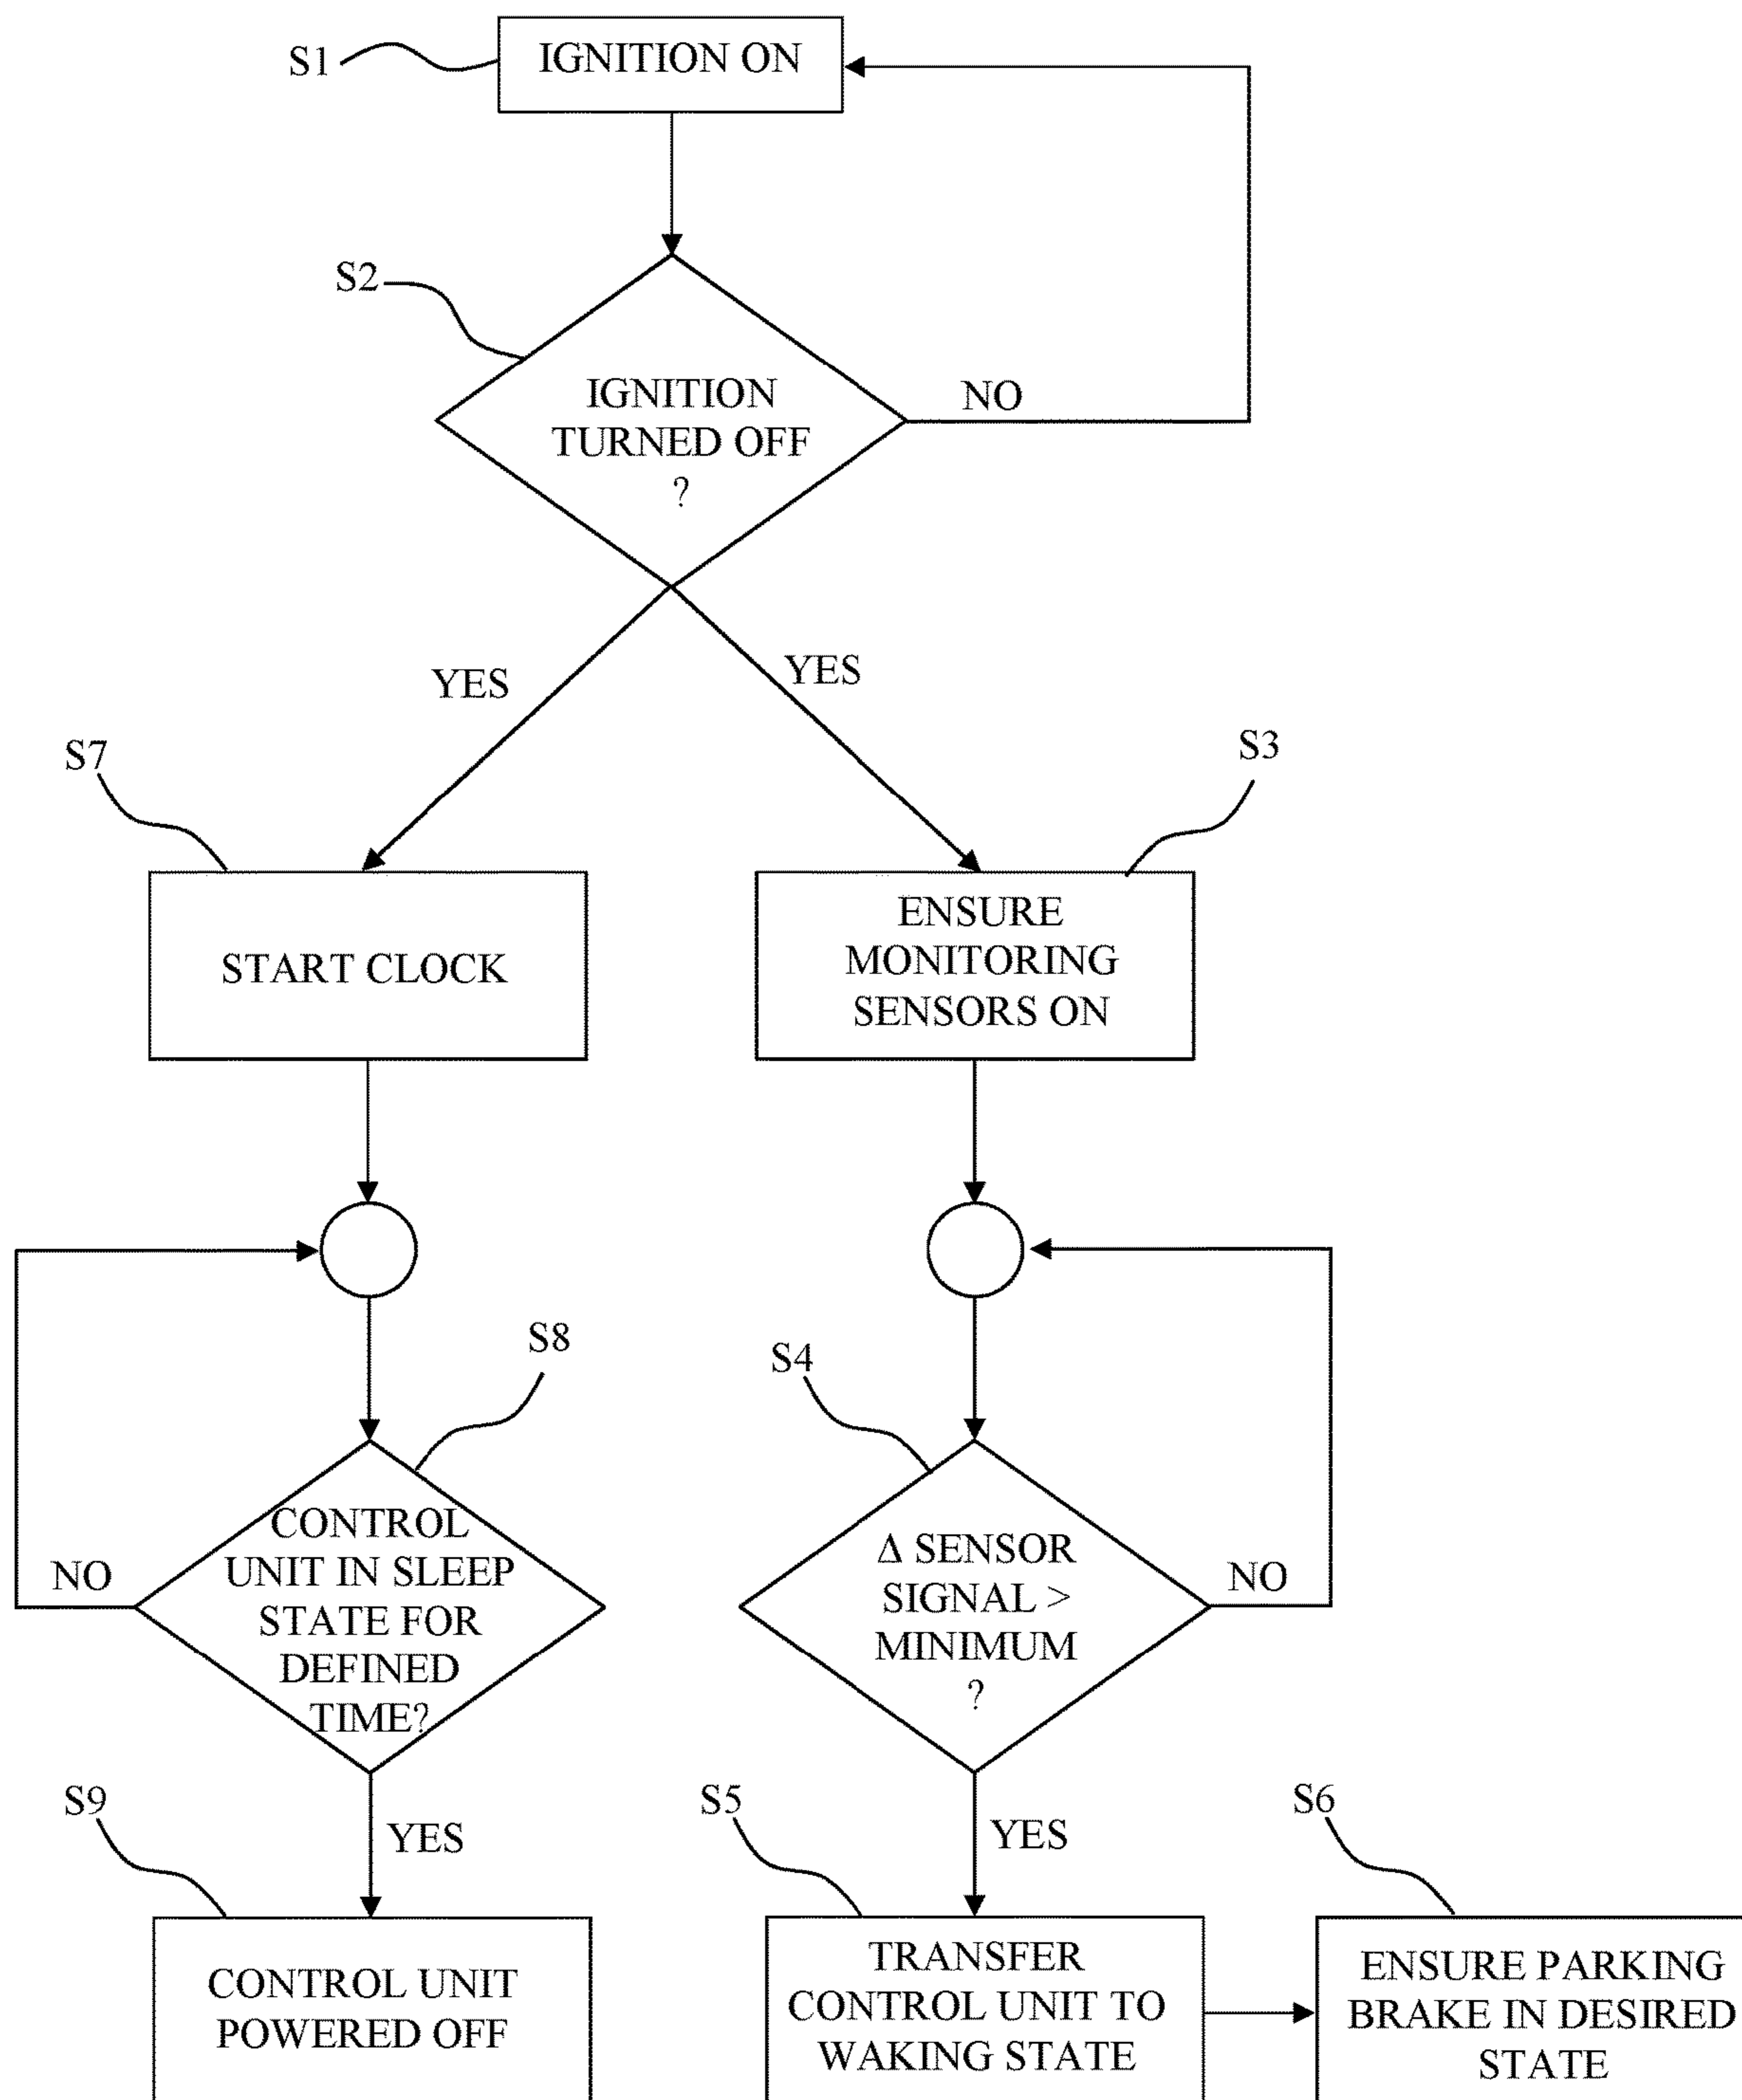 S1
IGNITION ON
S2
IGNITION
TURNED OFF
?
NO
YES
YES
S7
S3
START CLOCK
ENSURE
MONITORING
SENSORS ON
S8
S4
CONTROL
UNIT IN SLEEP
STATE FOR
DEFINED
TIME?
NO
Δ SENSOR
SIGNAL >
MINIMUM
?
NO
S9
YES
S5
YES
S6
CONTROL UNIT
POWERED OFF
TRANSFER
CONTROL UNIT TO
WAKING STATE
ENSURE PARKING
BRAKE IN DESIRED
STATE